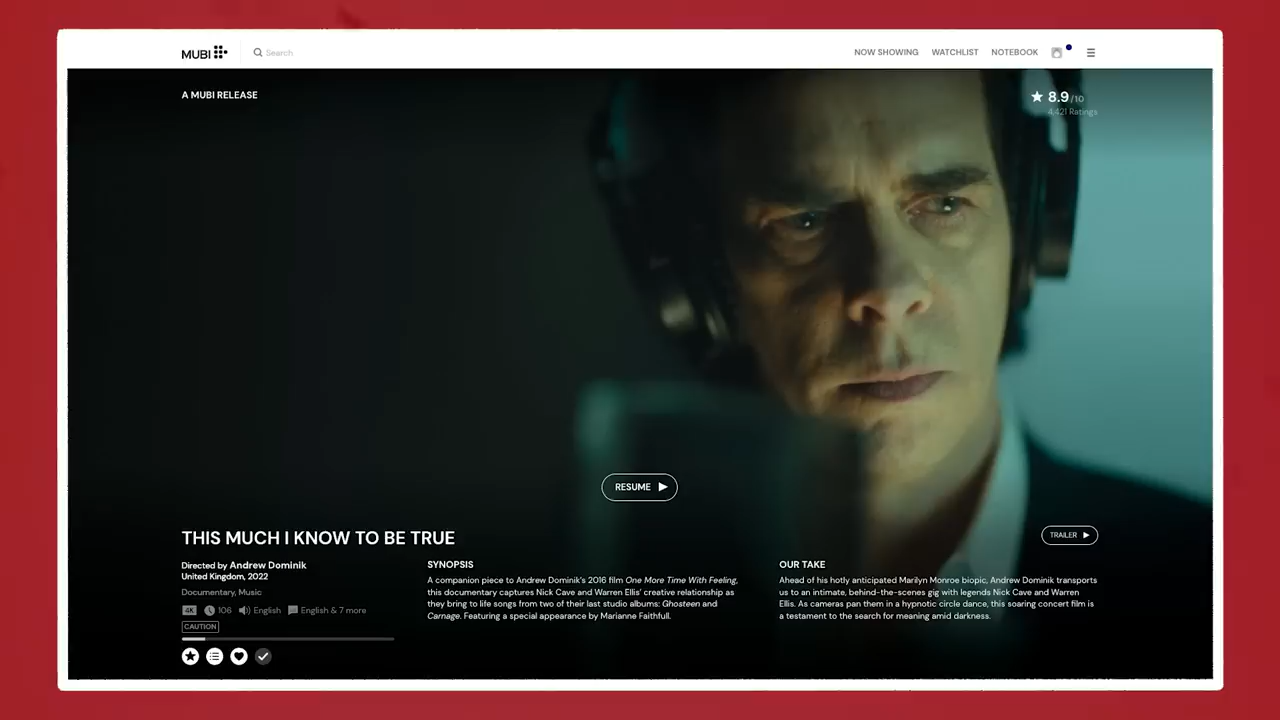 MUBI
Search
NOW SHOWING WATCHLIST NOTEBOOK
A MUBI RELEASE
8.9/10
4,421 Ratings
RESUME
THIS MUCH I KNOW TO BE TRUE
TRAILER
Directed by Andrew Dominik
United Kingdom, 2022
Documentary, Music
4K 106 English English & 7 more
CAUTION
SYNOPSIS
A companion piece to Andrew Dominik's 2016 film One More Time With Feeling,
this documentary captures Nick Cave and Warren Ellis' creative relationship as
they bring to life songs from two of their last studio albums: Ghosteen and
Carnage. Featuring a special appearance by Marianne Faithfull.
OUR TAKE
Ahead of his hotly anticipated Marilyn Monroe biopic, Andrew Dominik transports
us to an intimate, behind-the-scenes gig with legends Nick Cave and Warren
Ellis. As cameras pan them in a hypnotic circle dance, this soaring concert film is
a testament to the search for meaning amid darkness.